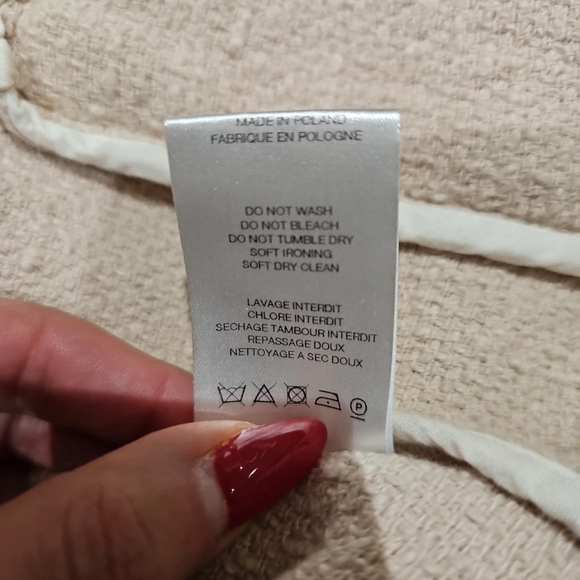 MADE IN POLAND
FABRIQUE EN POLOGNE
DO NOT WASH
DO NOT BLEACH
DO NOT TUMBLE DRY
SOFT IRONING
SOFT DRY CLEAN
LAVAGE INTERDIT
CHLORE INTERDIT
SECHAGE TAMBOUR INTERDIT
REPASSAGE DOUX
NETTOYAGE A SEC DOUX
P